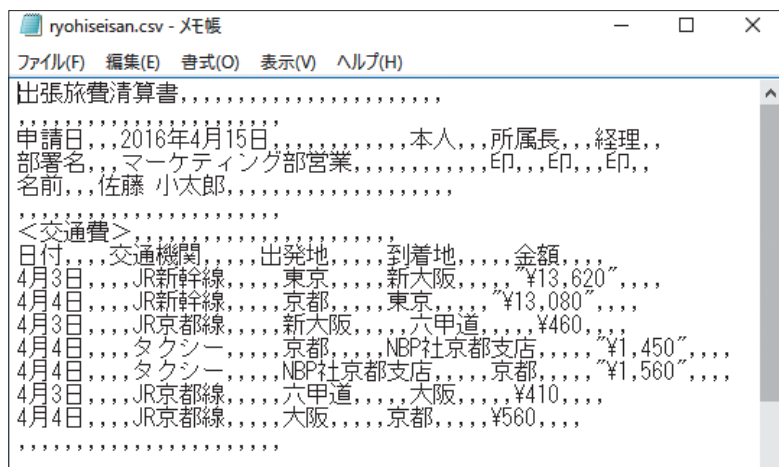 ryohiseisan.csv - メモ帳
ファイル(F) 編集(E) 書式(O) 表示(V) ヘルプ(H)
出張旅費清算書,,,,,,,,,,,,,,,,,,,,,,,
,,,,,,,,,,,,,,,,,,,,,,,
申請日,,,2016年4月15日,,,,,,,,,,,,本人,,,所属長,,,経理,,
部署名,,,マーケティング部営業,,,,,,,,,,,,印,,,印,,,印,,
名前,,,佐藤 小太郎,,,,,,,,,,,,,,,,,,,,
,,,,,,,,,,,,,,,,,,,,,,,
＜交通費＞,,,,,,,,,,,,,,,,,,,,,,,
日付,,,,交通機関,,,,,出発地,,,,,到着地,,,,,金額,,,,
4月3日,,,,JR新幹線,,,,,東京,,,,,新大阪,,,,,"¥13,620",,,,
4月4日,,,,JR新幹線,,,,,京都,,,,,東京,,,,,"¥13,080",,,,
4月3日,,,,JR京都線,,,,,新大阪,,,,,六甲道,,,,,¥460,,,,
4月4日,,,,タクシー,,,,,京都,,,,,NBP社京都支店,,,,,"¥1,450",,,,
4月4日,,,,タクシー,,,,,NBP社京都支店,,,,,京都,,,,,"¥1,560",,,,
4月3日,,,,JR京都線,,,,,六甲道,,,,,大阪,,,,,¥410,,,,
4月4日,,,,JR京都線,,,,,大阪,,,,,京都,,,,,¥560,,,,
,,,,,,,,,,,,,,,,,,,,,,,